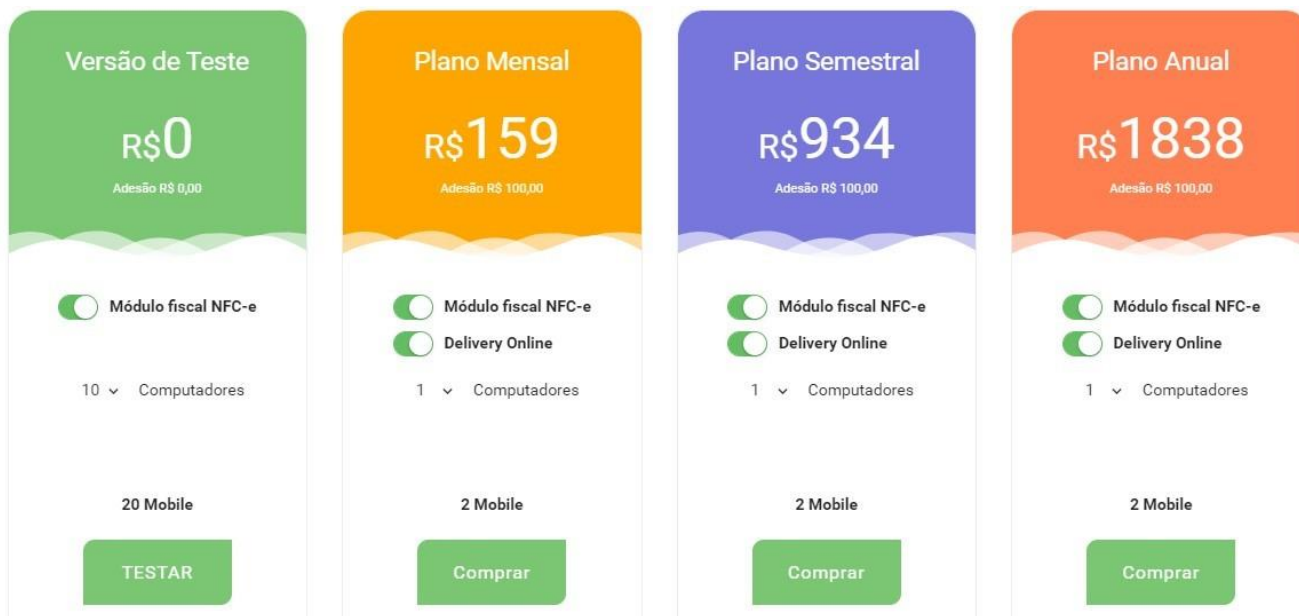 Versão de Teste
R$0
Adesão R$ 0,00
Módulo fiscal NFC-e
10 Computadores
20 Mobile
TESTAR
Plano Mensal
R$159
Adesão R$ 100,00
Módulo fiscal NFC-e
Delivery Online
1 Computadores
2 Mobile
Comprar
Plano Semestral
R$934
Adesão R$ 100,00
Módulo fiscal NFC-e
Delivery Online
1 Computadores
2 Mobile
Comprar
Plano Anual
R$1838
Adesão R$ 100,00
Módulo fiscal NFC-e
Delivery Online
1 Computadores
2 Mobile
Comprar